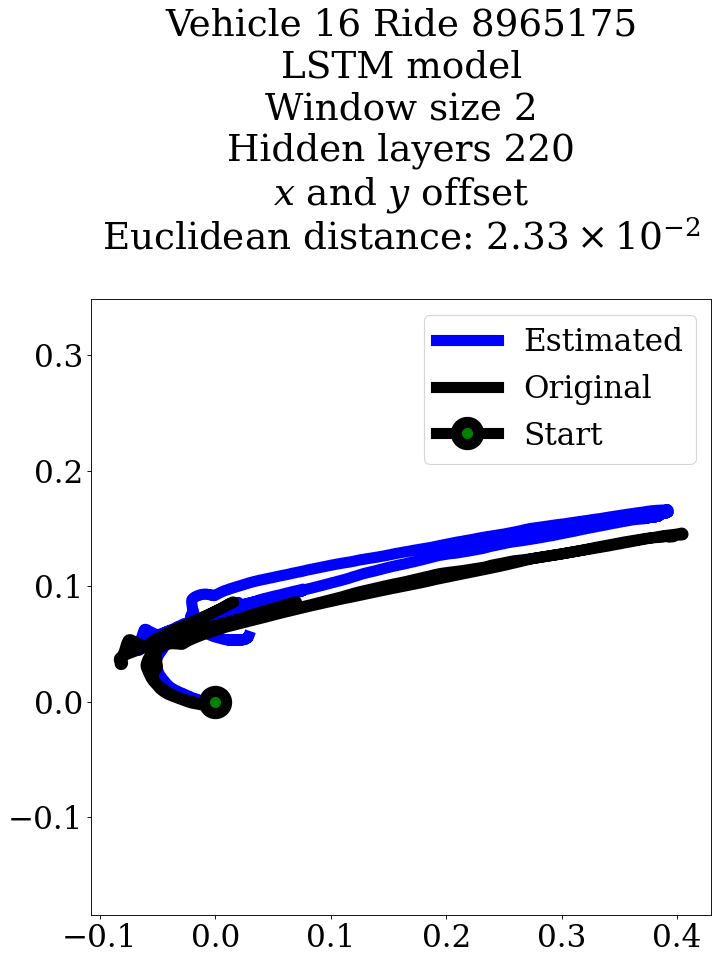 Vehicle 16 Ride 8965175
LSTM model
Window size 2
Hidden layers 220
x and y offset
Euclidean distance: 2.33 × 10⁻²
Estimated
Original
Start
0.3
0.2
0.1
0.0
−0.1
−0.1 0.0 0.1 0.2 0.3 0.4